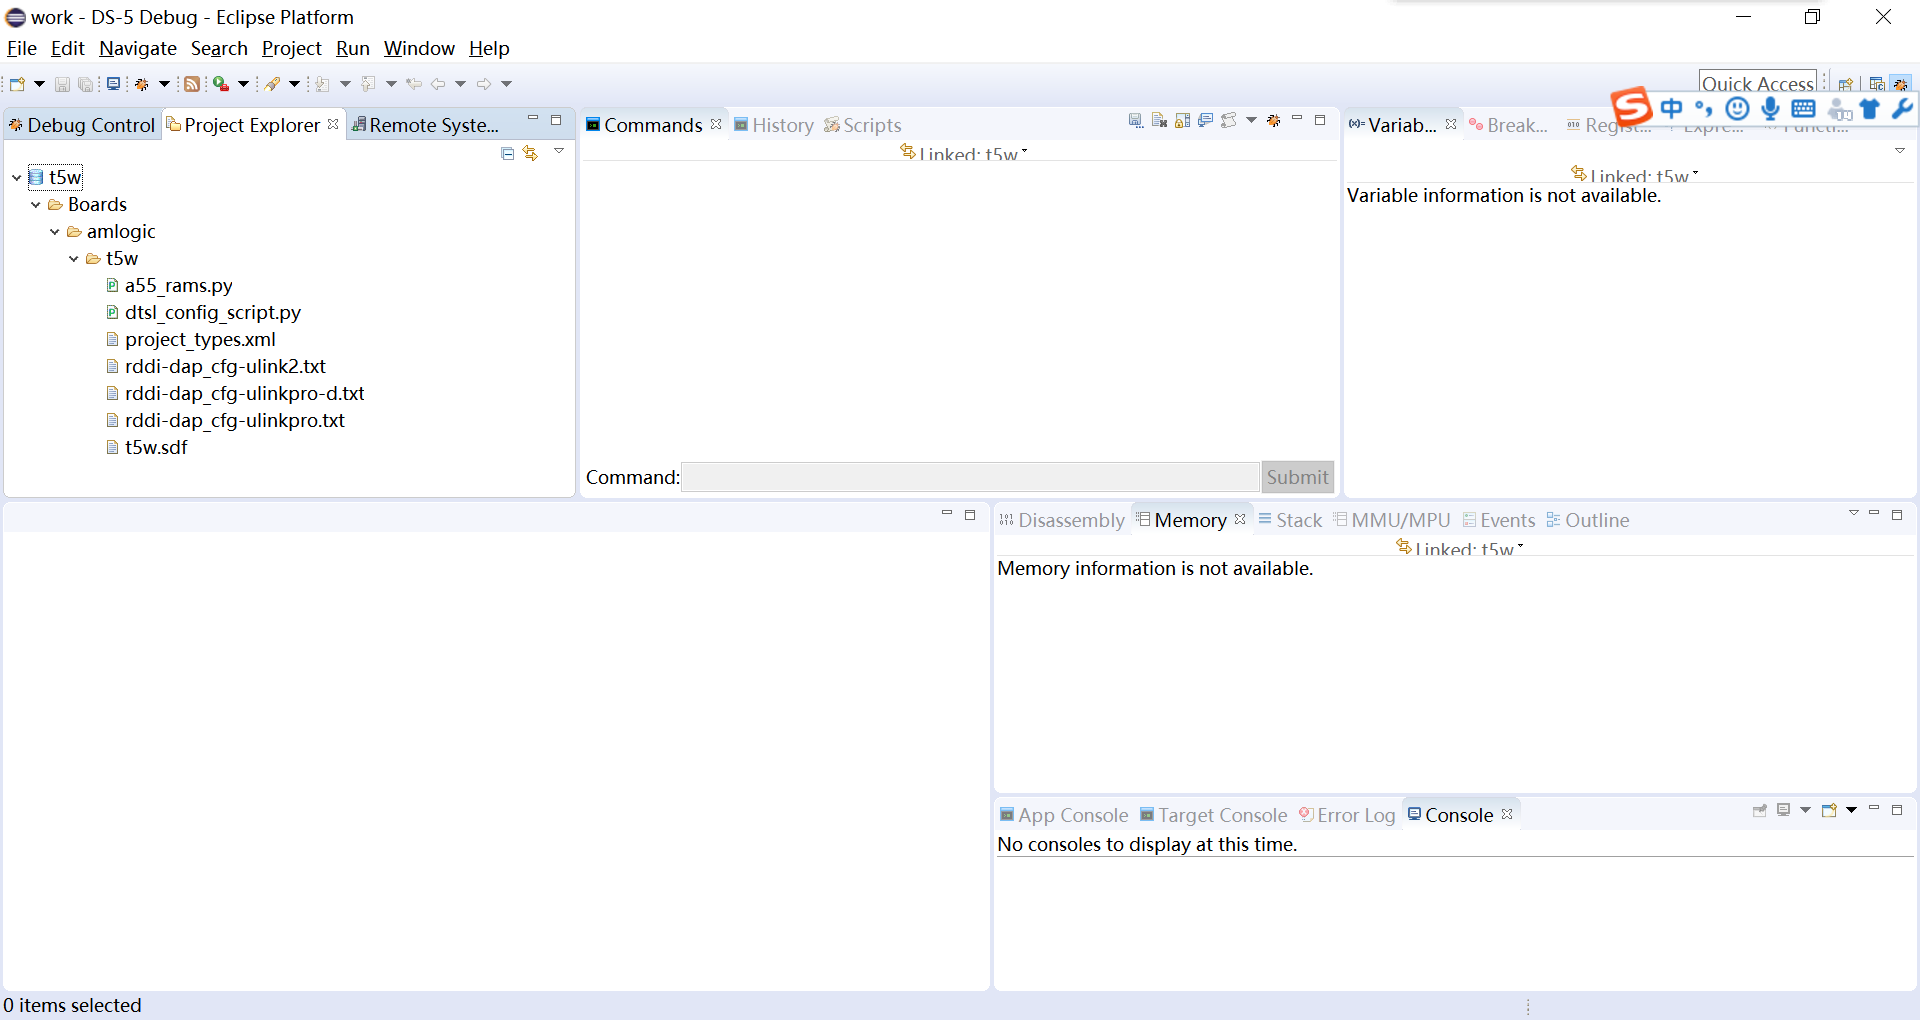 work - DS-5 Debug - Eclipse Platform
File Edit Navigate Search Project Run Window Help
Quick Access
中
Debug Control Project Explorer Remote Syste...
t5w
Boards
amlogic
t5w
a55_rams.py
dtsl_config_script.py
project_types.xml
rddi-dap_cfg-ulink2.txt
rddi-dap_cfg-ulinkpro-d.txt
rddi-dap_cfg-ulinkpro.txt
t5w.sdf
Commands History Scripts
Linked: t5w
Command: Submit
(x)= Variab... Break... 010 Regist... Expre... Functi...
Linked: t5w
Variable information is not available.
Disassembly Memory Stack MMU/MPU Events Outline
Linked: t5w
Memory information is not available.
App Console Target Console Error Log Console
No consoles to display at this time.
0 items selected